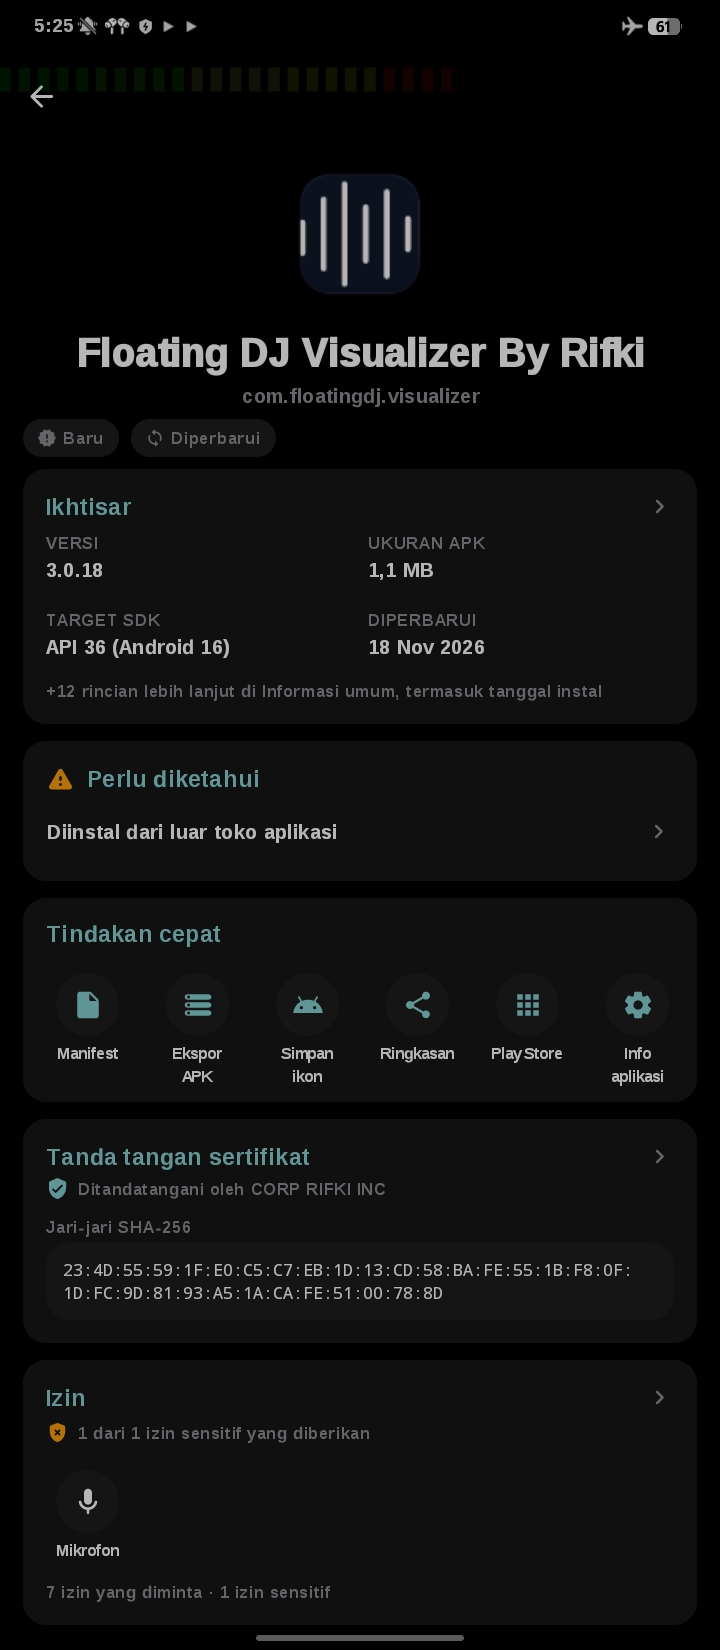 5:25
61
Floating DJ Visualizer By Rifki
com.floatingdj.visualizer
Baru
Diperbarui
Ikhtisar
VERSI
UKURAN APK
3.0.18
1,1 MB
TARGET SDK
DIPERBARUI
API 36 (Android 16)
18 Nov 2026
+12 rincian lebih lanjut di Informasi umum, termasuk tanggal instal
Perlu diketahui
Diinstal dari luar toko aplikasi
Tindakan cepat
Manifest
Ekspor
APK
Simpan
ikon
Ringkasan
Play Store
Info
aplikasi
Tanda tangan sertifikat
Ditandatangani oleh CORP RIFKI INC
Jari-jari SHA-256
23:4D:55:59:1F:E0:C5:C7:EB:1D:13:CD:58:BA:FE:55:1B:F8:0F:
1D:FC:9D:81:93:A5:1A:CA:FE:51:00:78:8D
Izin
1 dari 1 izin sensitif yang diberikan
Mikrofon
7 izin yang diminta · 1 izin sensitif